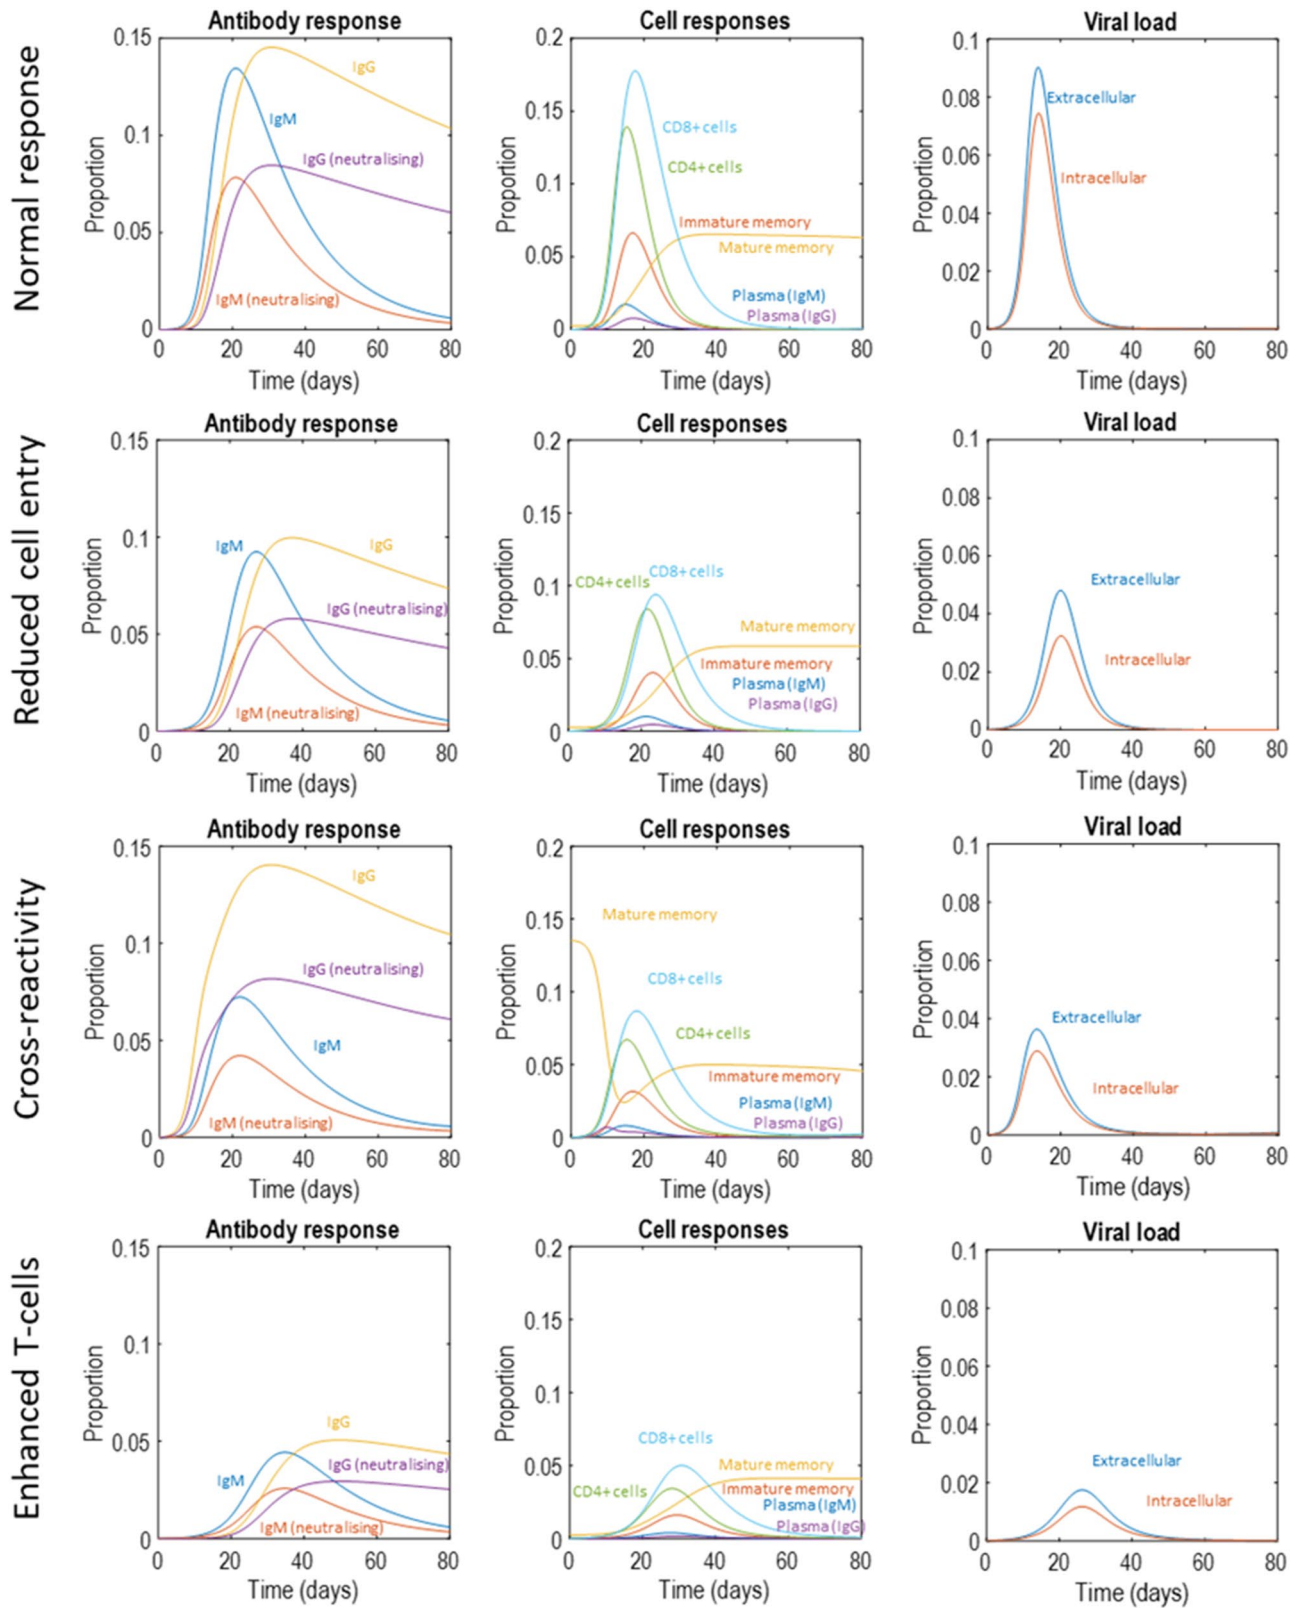 Normal response
Antibody response
0.15
0.1
0.05
0
Proportion
IgG
IgM
IgG (neutralising)
IgM (neutralising)
0 20 40 60 80
Time (days)
Cell responses
0.2
0.15
0.1
0.05
0
Proportion
CD8+ cells
CD4+ cells
Immature memory
Mature memory
Plasma (IgM)
Plasma (IgG)
0 20 40 60 80
Time (days)
Viral load
0.1
0.08
0.06
0.04
0.02
0
Proportion
Extracellular
Intracellular
0 20 40 60 80
Time (days)
Reduced cell entry
Antibody response
0.15
0.1
0.05
0
Proportion
IgM
IgG
IgG (neutralising)
IgM (neutralising)
0 20 40 60 80
Time (days)
Cell responses
0.2
0.15
0.1
0.05
0
Proportion
CD8+ cells
CD4+ cells
Mature memory
Immature memory
Plasma (IgM)
Plasma (IgG)
0 20 40 60 80
Time (days)
Viral load
0.1
0.08
0.06
0.04
0.02
0
Proportion
Extracellular
Intracellular
0 20 40 60 80
Time (days)
Cross-reactivity
Antibody response
0.15
0.1
0.05
0
Proportion
IgG
IgG (neutralising)
IgM
IgM (neutralising)
0 20 40 60 80
Time (days)
Cell responses
0.2
0.15
0.1
0.05
0
Proportion
Mature memory
CD8+ cells
CD4+ cells
Immature memory
Plasma (IgM)
Plasma (IgG)
0 20 40 60 80
Time (days)
Viral load
0.1
0.08
0.06
0.04
0.02
0
Proportion
Extracellular
Intracellular
0 20 40 60 80
Time (days)
Enhanced T-cells
Antibody response
0.15
0.1
0.05
0
Proportion
IgG
IgG (neutralising)
IgM
IgM (neutralising)
0 20 40 60 80
Time (days)
Cell responses
0.2
0.15
0.1
0.05
0
Proportion
CD8+ cells
Mature memory
CD4+ cells
Immature memory
Plasma (IgM)
Plasma (IgG)
0 20 40 60 80
Time (days)
Viral load
0.1
0.08
0.06
0.04
0.02
0
Proportion
Extracellular
Intracellular
0 20 40 60 80
Time (days)